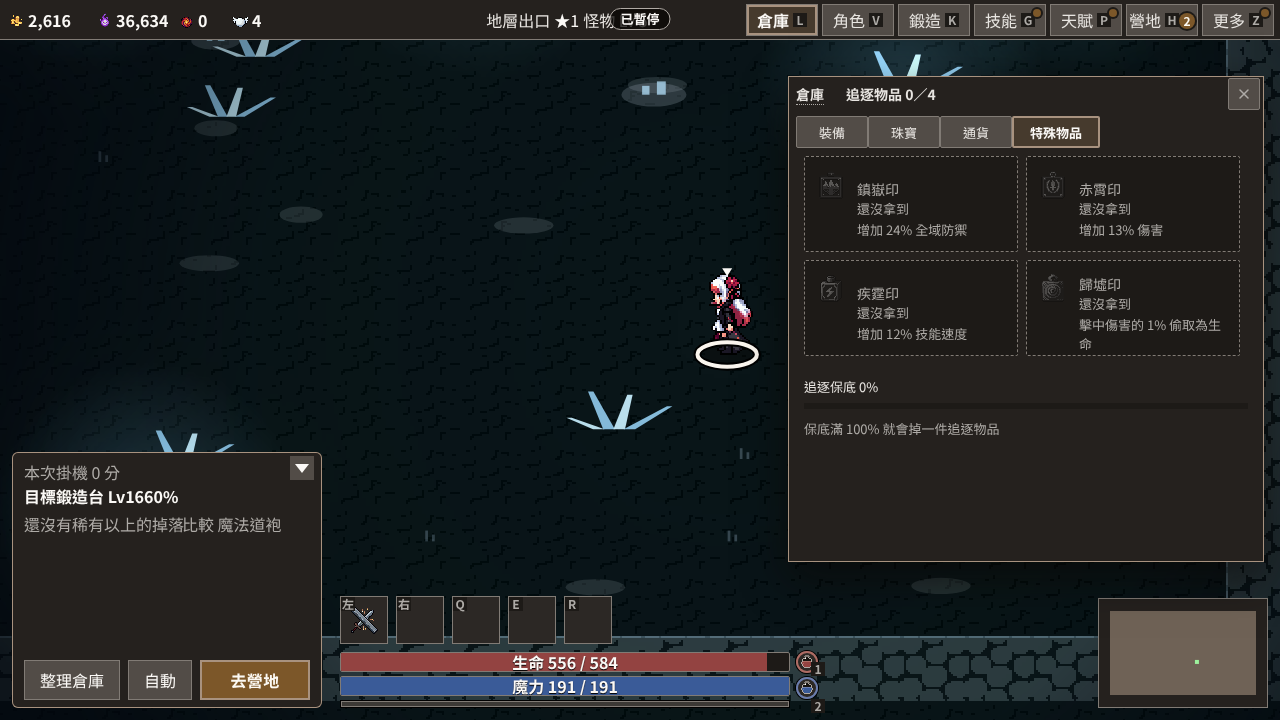 2,616 36,634 0 4
地層出口 ★1 怪物 已暫停
倉庫 L 角色 V 鍛造 K 技能 G 天賦 P 營地 H 2 更多 Z
倉庫 追逐物品 0／4 ×
裝備 珠寶 通貨 特殊物品
鎮嶽印
還沒拿到
增加 24% 全域防禦
赤霄印
還沒拿到
增加 13% 傷害
疾霆印
還沒拿到
增加 12% 技能速度
歸墟印
還沒拿到
擊中傷害的 1% 偷取為生
命
追逐保底 0%
保底滿 100% 就會掉一件追逐物品
本次掛機 0 分
目標鍛造台 Lv1660%
還沒有稀有以上的掉落比較 魔法道袍
整理倉庫 自動 去營地
左 右 Q E R
生命 556 / 584 1
魔力 191 / 191
2